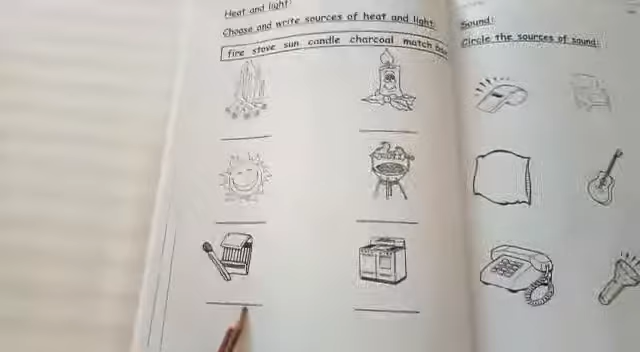 Heat and light:
Choose and write sources of heat and light:
fire stove sun candle charcoal match
Sound:
Circle the sources of sound: